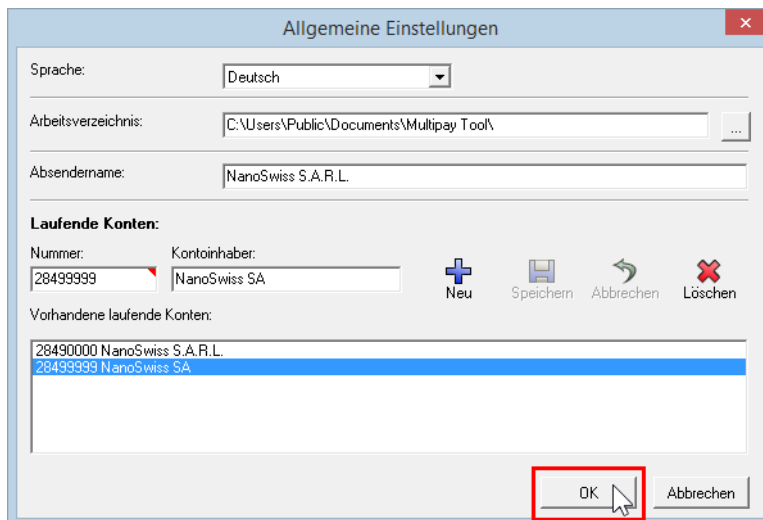 Allgemeine Einstellungen
Sprache:
Deutsch
Arbeitsverzeichnis:
C:\Users\Public\Documents\Multipay Tool\
...
Absendername:
NanoSwiss S.A.R.L.
Laufende Konten:
Nummer:
Kontoinhaber:
28499999
NanoSwiss SA
Neu
Speichern
Abbrechen
Löschen
Vorhandene laufende Konten:
28490000 NanoSwiss S.A.R.L.
28499999 NanoSwiss SA
OK
Abbrechen